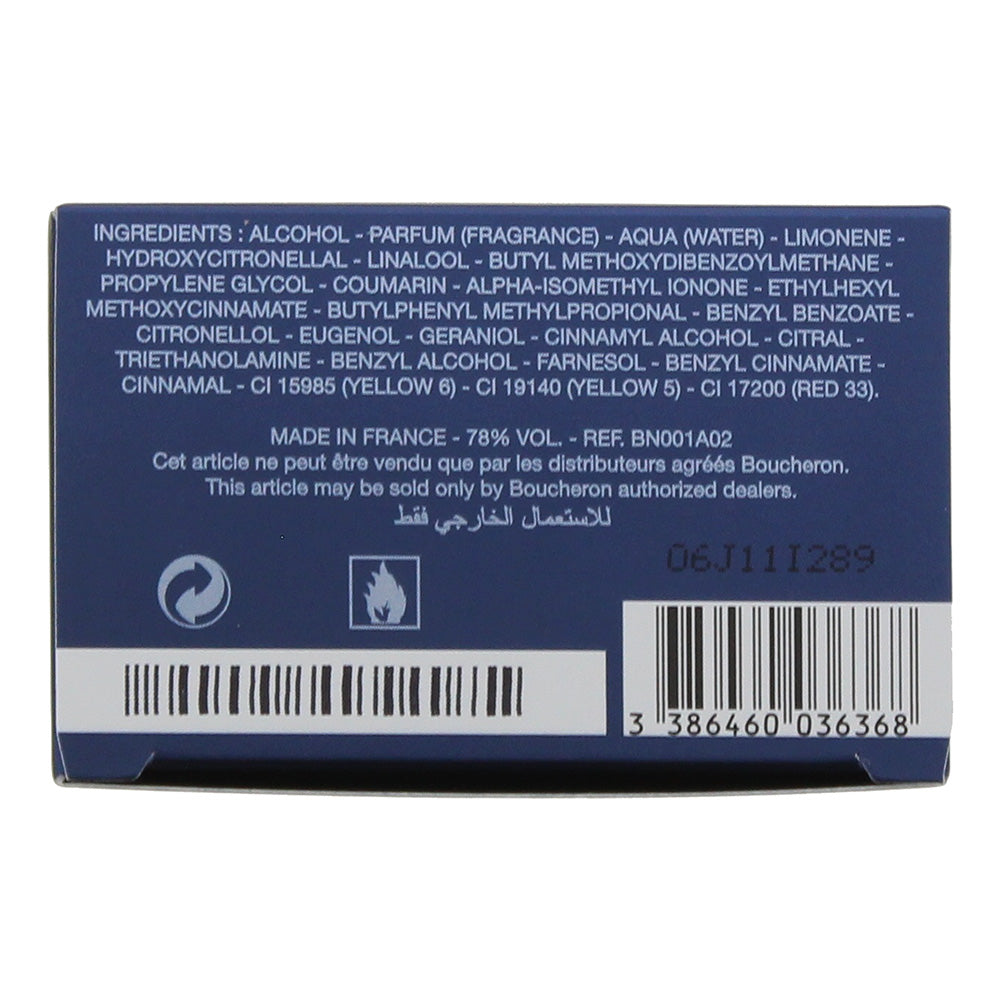 INGREDIENTS : ALCOHOL - PARFUM (FRAGRANCE) - AQUA (WATER) - LIMONENE -
HYDROXYCITRONELLAL - LINALOOL - BUTYL METHOXYDIBENZOYLMETHANE -
PROPYLENE GLYCOL - COUMARIN - ALPHA-ISOMETHYL IONONE - ETHYLHEXYL
METHOXYCINNAMATE - BUTYLPHENYL METHYLPROPIONAL - BENZYL BENZOATE -
CITRONELLOL - EUGENOL - GERANIOL - CINNAMYL ALCOHOL - CITRAL -
TRIETHANOLAMINE - BENZYL ALCOHOL - FARNESOL - BENZYL CINNAMATE -
CINNAMAL - CI 15985 (YELLOW 6) - CI 19140 (YELLOW 5) - CI 17200 (RED 33).
MADE IN FRANCE - 78% VOL. - REF. BN001A02
Cet article ne peut être vendu que par les distributeurs agréés Boucheron.
This article may be sold only by Boucheron authorized dealers.
للاستعمال الخارجي فقط
06J11I289
3 386460 036368